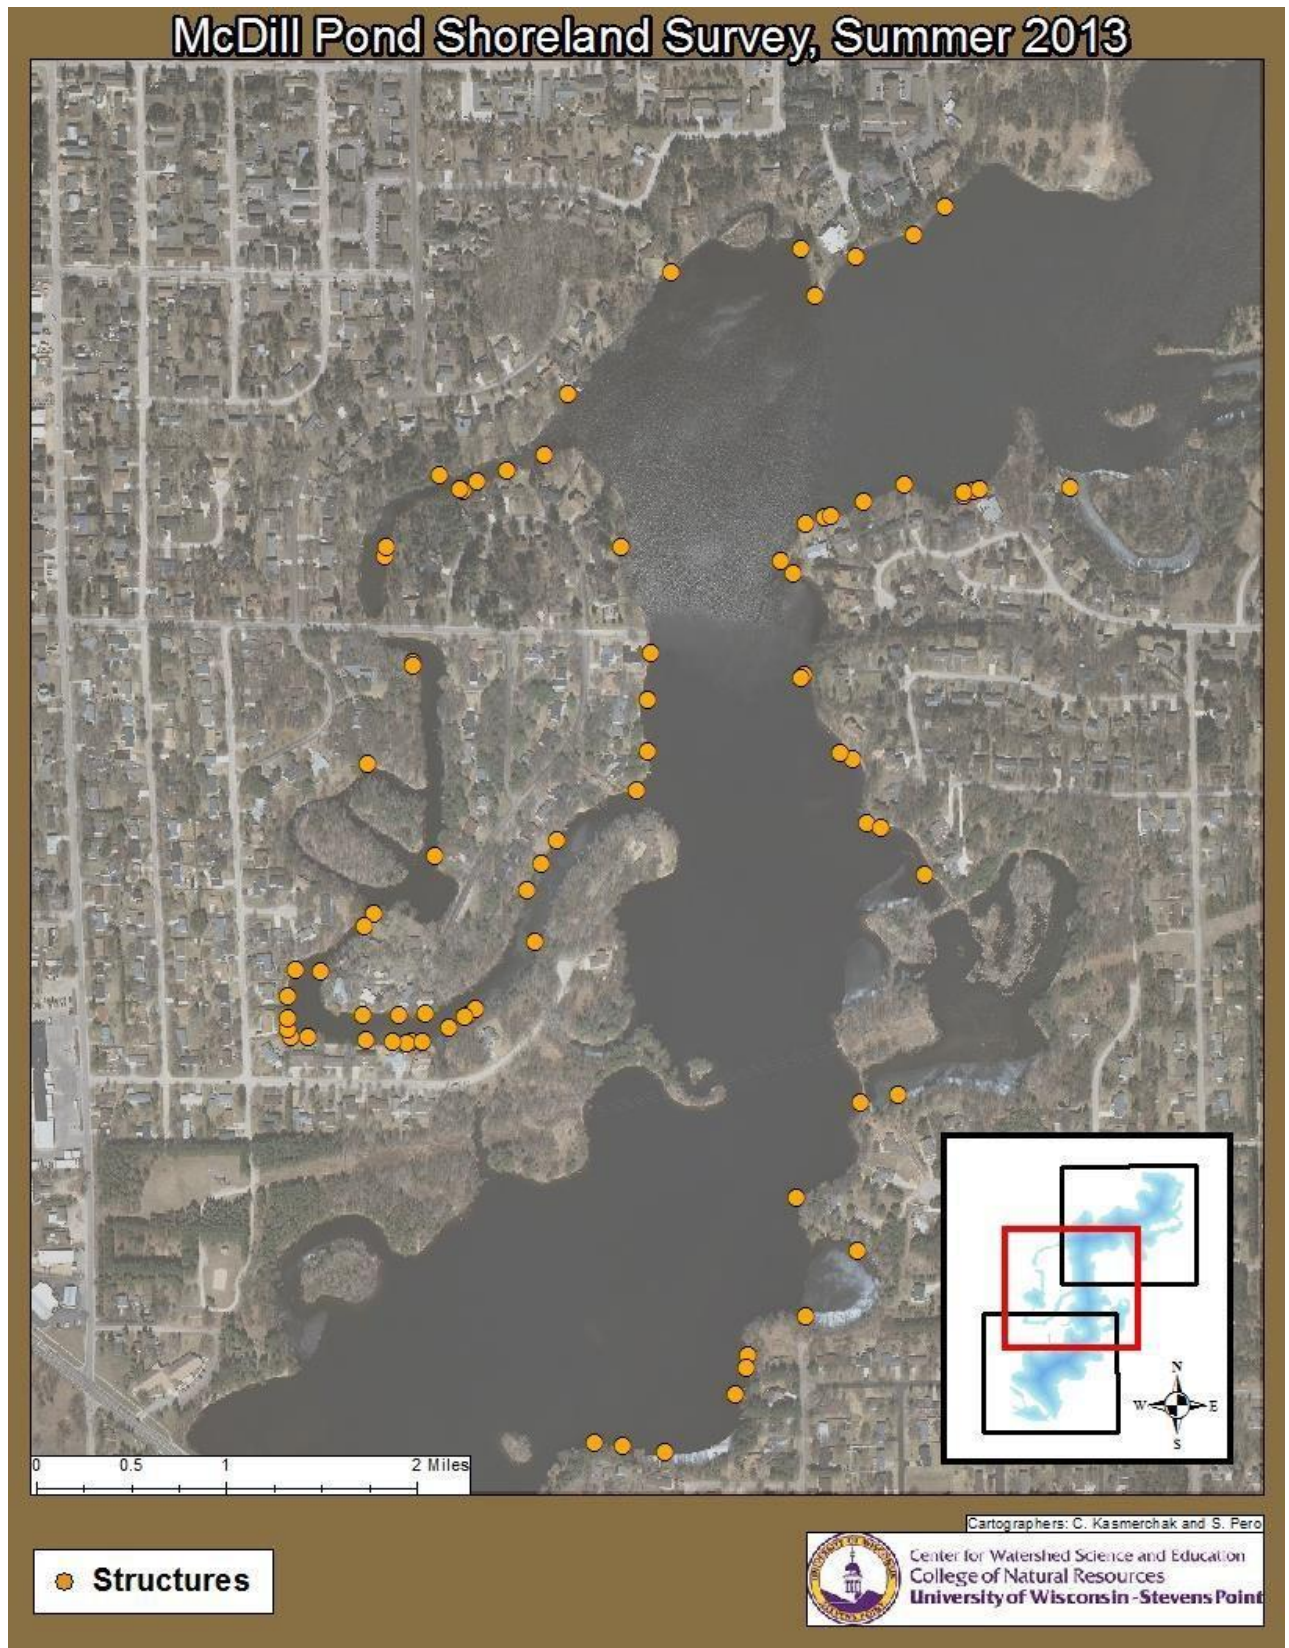 McDill Pond Shoreland Survey, Summer 2013
N
W E
S
0 0.5 1 2 Miles
Cartographers: C. Kasmerchak and S. Pero
Structures
Center for Watershed Science and Education
College of Natural Resources
University of Wisconsin - Stevens Point